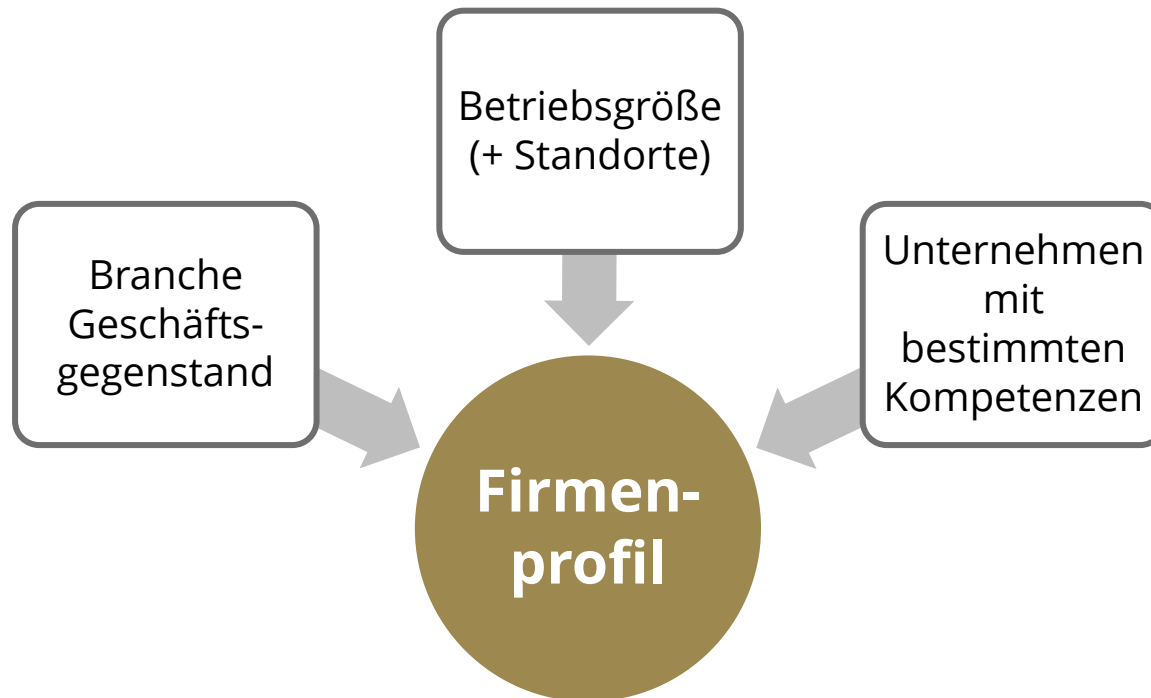 Betriebsgröße
(+ Standorte)
Branche
Geschäfts-
gegenstand
Unternehmen
mit
bestimmten
Kompetenzen
Firmen-
profil